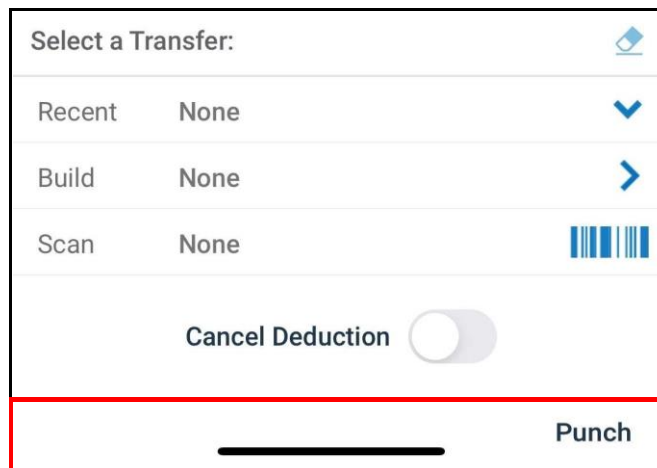 Select a Transfer:
Recent None
Build None
Scan None
Cancel Deduction
Punch